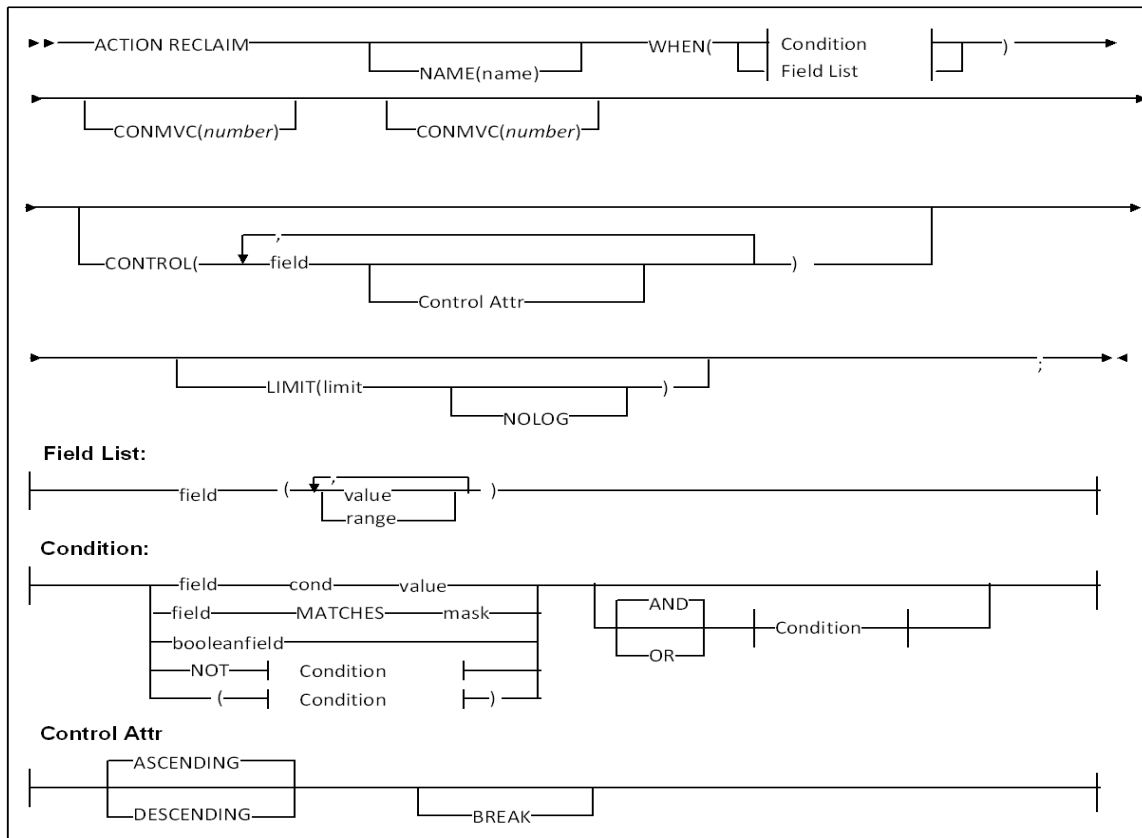 ACTION RECLAIM WHEN( Condition )
NAME(name) Field List
CONMVC(number) CONMVC(number)
,
CONTROL( field )
Control Attr
;
LIMIT(limit )
NOLOG
Field List:
,
field ( value )
range
Condition:
field cond value
AND
field MATCHES mask
Condition
booleanfield
OR
NOT Condition
( Condition )
Control Attr
ASCENDING
DESCENDING BREAK